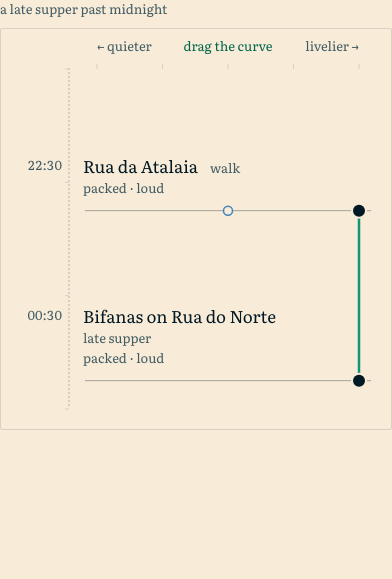 a late supper past midnight
← quieter drag the curve livelier →
22:30 Rua da Atalaia walk
packed · loud
00:30 Bifanas on Rua do Norte
late supper
packed · loud